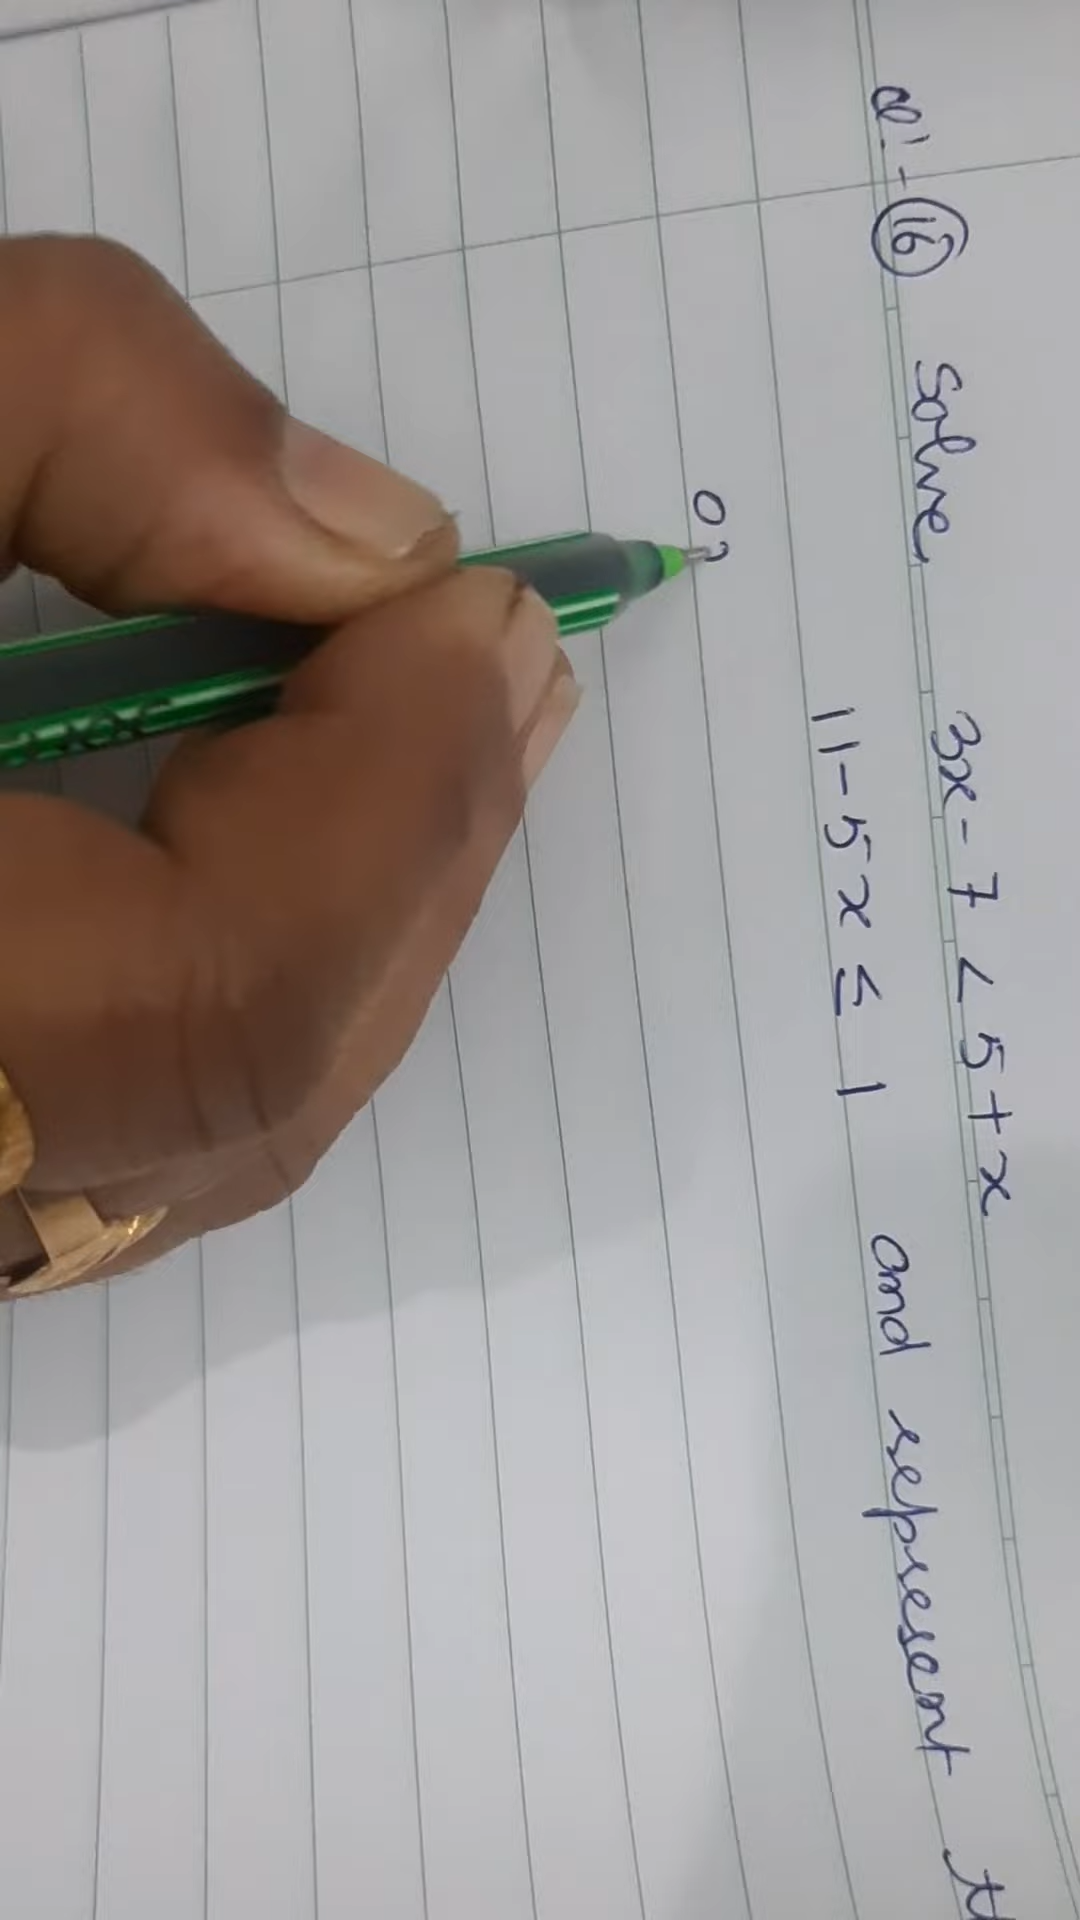 Q:- 16 Solve, 3x - 7 < 5 + x
11 - 5x ≤ 1 and represent